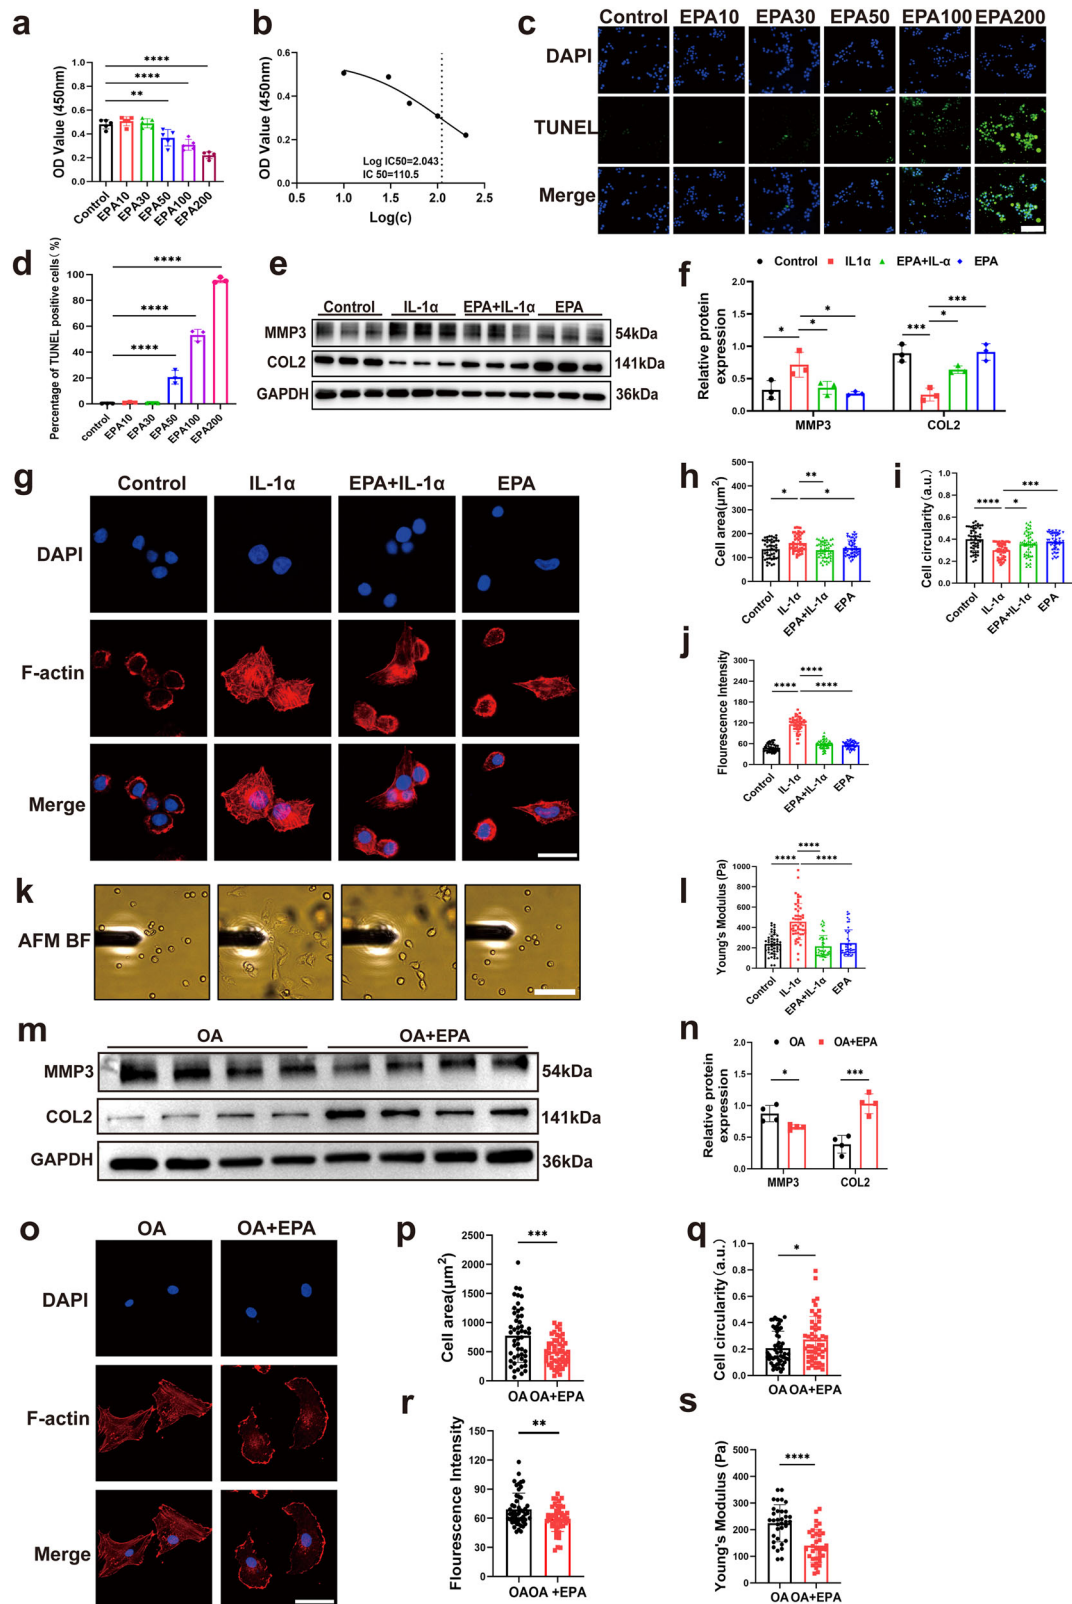 a
OD Value (450nm)
0.8
0.6
0.4
0.2
0.0
****
****
**
Control
EPA10
EPA30
EPA50
EPA100
EPA200
b
OD Value (450nm)
0.6
0.4
0.2
0.0
Log IC50=2.043
IC 50=110.5
0.5 1.0 1.5 2.0 2.5
Log(c)
c
Control EPA10 EPA30 EPA50 EPA100 EPA200
DAPI
TUNEL
Merge
d
Percentage of TUNEL positive cells(%)
100
80
60
40
20
0
****
****
****
control
EPA10
EPA30
EPA50
EPA100
EPA200
e
Control IL-1α EPA+IL-1α EPA
MMP3 54kDa
COL2 141kDa
GAPDH 36kDa
f
Control IL1α EPA+IL-α EPA
Relative protein
expression
2.0
1.5
1.0
0.5
0.0
* * *
*** * ***
MMP3 COL2
g
Control IL-1α EPA+IL-1α EPA
DAPI
F-actin
Merge
h
Cell area(μm²)
500
400
300
200
100
0
* ** *
Control
IL-1α
EPA+IL-1α
EPA
i
Cell circularity (a.u.)
1.0
0.8
0.6
0.4
0.2
0.0
**** * ***
Control
IL-1α
EPA+IL-1α
EPA
j
Flourescence Intensity
300
240
180
120
60
0
**** **** ****
Control
IL-1α
EPA+IL-1α
EPA
k
AFM BF
l
Young's Modulus (Pa)
1000
800
600
400
200
0
**** **** ****
Control
IL-1α
EPA+IL-1α
EPA
m
OA OA+EPA
MMP3 54kDa
COL2 141kDa
GAPDH 36kDa
n
OA OA+EPA
Relative protein
expression
2.0
1.5
1.0
0.5
0.0
* ***
MMP3 COL2
o
OA OA+EPA
DAPI
F-actin
Merge
p
Cell area(μm²)
2500
2000
1500
1000
500
0
***
OA OA+EPA
q
Cell circularity (a.u.)
1.0
0.8
0.6
0.4
0.2
0.0
*
OA OA+EPA
r
Flourescence Intensity
150
120
90
60
30
0
**
OA OA +EPA
s
Young's Modulus (Pa)
500
400
300
200
100
0
****
OA OA+EPA